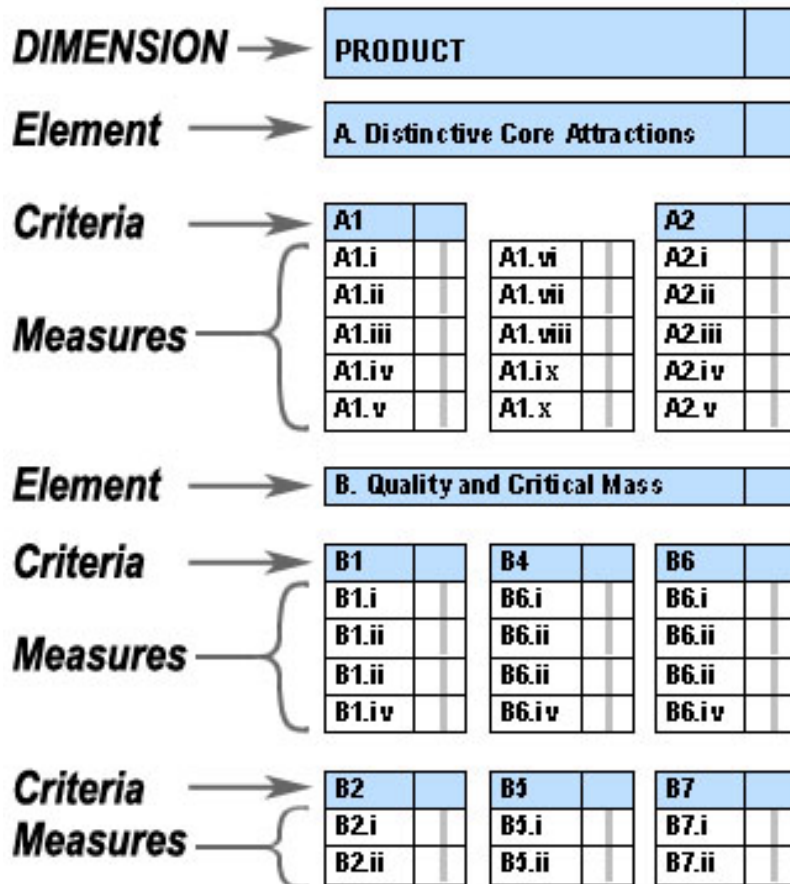 DIMENSION PRODUCT
Element A. Distinctive Core Attractions
Criteria A1 A2
A1.i A1.vi A2.i
A1.ii A1.vii A2.ii
Measures A1.iii A1.viii A2.iii
A1.iv A1.ix A2.iv
A1.v A1.x A2.v
Element B. Quality and Critical Mass
Criteria B1 B4 B6
B1.i B6.i B6.i
B1.ii B6.ii B6.ii
Measures B1.ii B6.ii B6.ii
B1.iv B6.iv B6.iv
Criteria B2 B5 B7
Measures B2.i B5.i B7.i
B2.ii B5.ii B7.ii